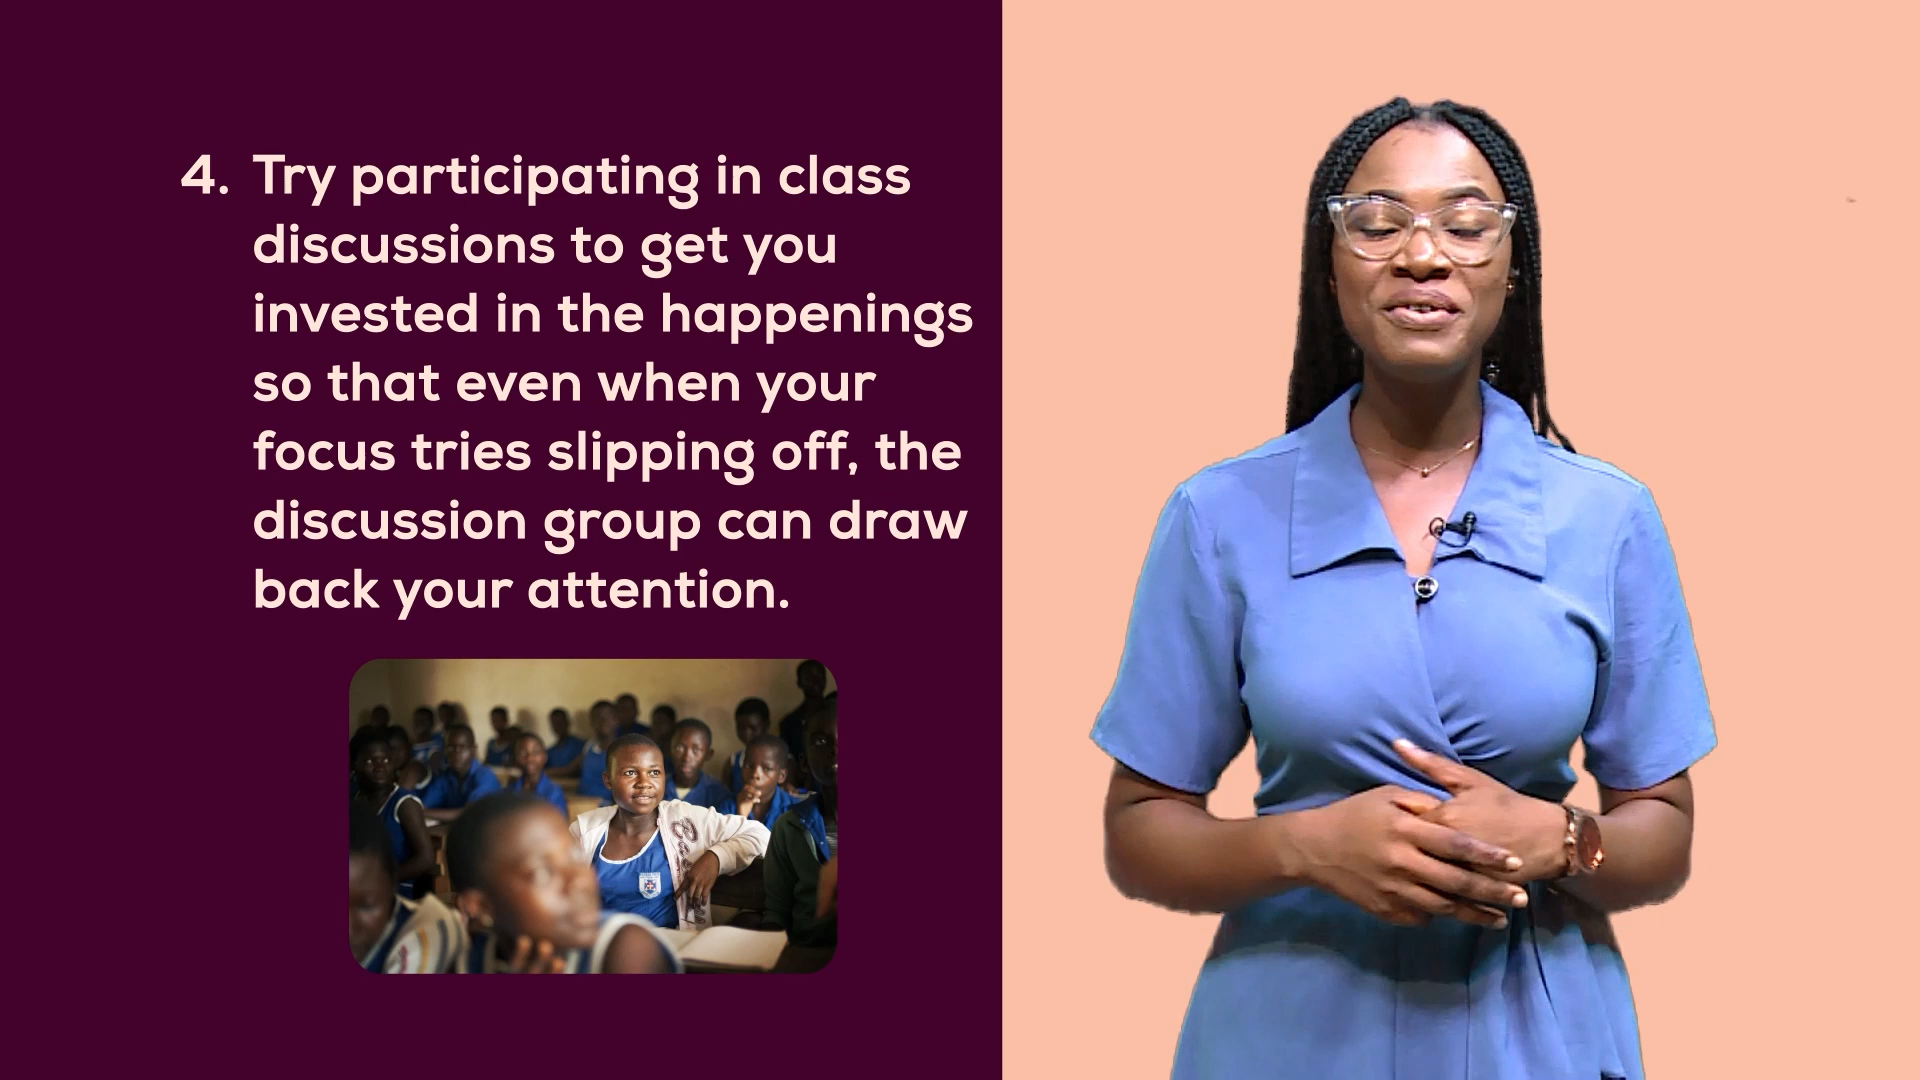 4. Try participating in class
discussions to get you
invested in the happenings
so that even when your
focus tries slipping off, the
discussion group can draw
back your attention.